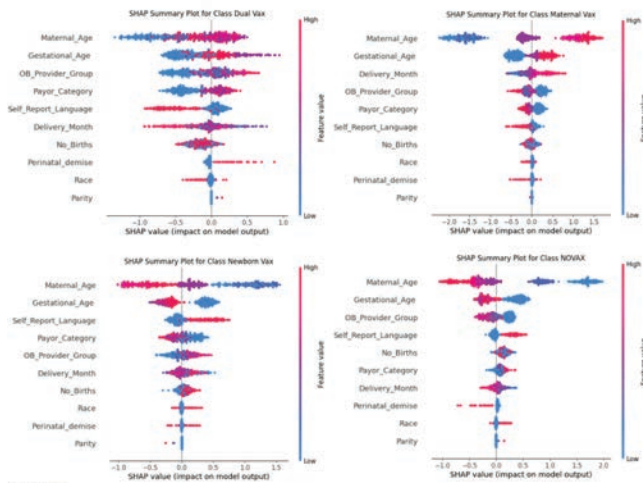 SHAP Summary Plot for Class Dual Vax
Maternal_Age
Gestational_Age
OB_Provider_Group
Payor_Category
Self_Report_Language
Delivery_Month
No_Births
Perinatal_demise
Race
Parity
−1.0 −0.5 0.0 0.5 1.0
SHAP value (impact on model output)
High
Feature value
Low
SHAP Summary Plot for Class Maternal Vax
Maternal_Age
Gestational_Age
Delivery_Month
OB_Provider_Group
Payor_Category
Self_Report_Language
No_Births
Race
Perinatal_demise
Parity
−2.0 −1.5 −1.0 −0.5 0.0 0.5 1.0 1.5
SHAP value (impact on model output)
High
Feature value
Low
SHAP Summary Plot for Class Newborn Vax
Maternal_Age
Gestational_Age
Self_Report_Language
Payor_Category
OB_Provider_Group
Delivery_Month
No_Births
Race
Perinatal_demise
Parity
−1.0 −0.5 0.0 0.5 1.0 1.5
SHAP value (impact on model output)
High
Feature value
Low
SHAP Summary Plot for Class NOVAX
Maternal_Age
Gestational_Age
OB_Provider_Group
Self_Report_Language
No_Births
Payor_Category
Delivery_Month
Perinatal_demise
Race
Parity
−1.0 −0.5 0.0 0.5 1.0 1.5 2.0
SHAP value (impact on model output)
High
Feature value
Low